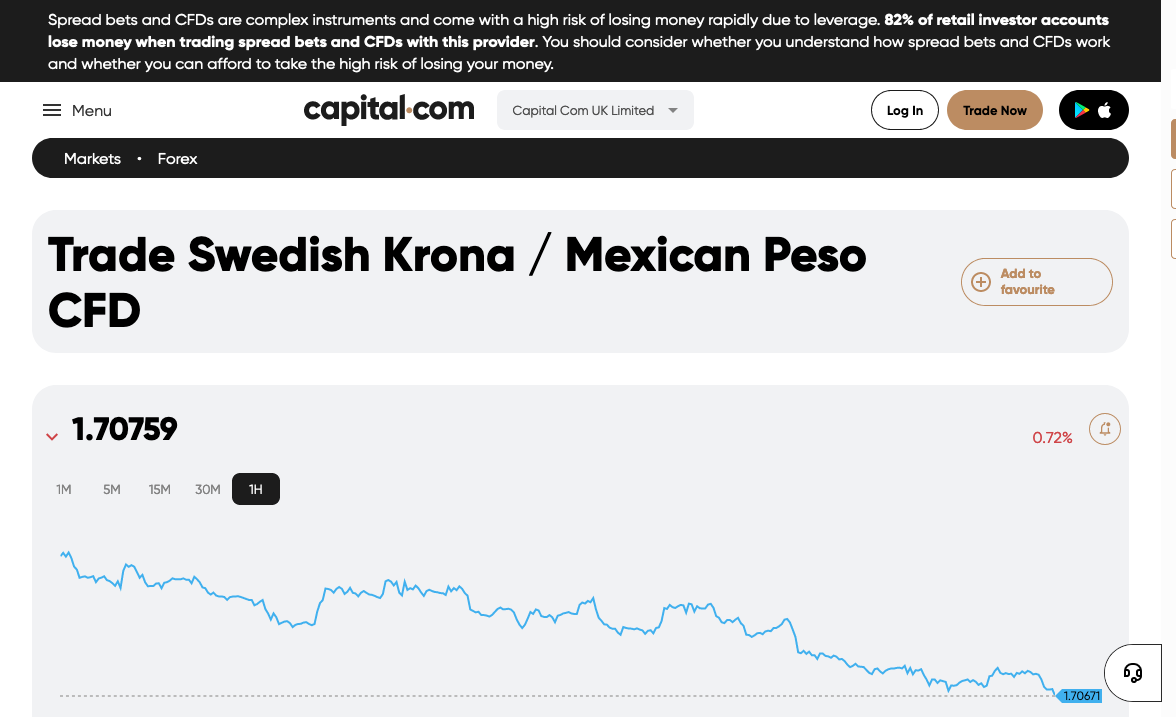 Spread bets and CFDs are complex instruments and come with a high risk of losing money rapidly due to leverage. 82% of retail investor accounts
lose money when trading spread bets and CFDs with this provider. You should consider whether you understand how spread bets and CFDs work
and whether you can afford to take the high risk of losing your money.
Menu
capital.com
Capital Com UK Limited
Log In
Trade Now
Markets • Forex
Trade Swedish Krona / Mexican Peso
CFD
Add to
favourite
1.70759
0.72%
1M 5M 15M 30M 1H
1.70671